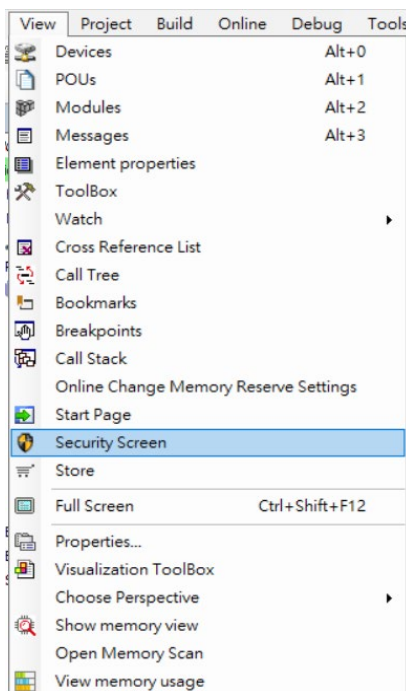 View Project Build Online Debug Tools
Devices Alt+0
POUs Alt+1
Modules Alt+2
Messages Alt+3
Element properties
ToolBox
Watch
Cross Reference List
Call Tree
Bookmarks
Breakpoints
Call Stack
Online Change Memory Reserve Settings
Start Page
Security Screen
Store
Full Screen Ctrl+Shift+F12
Properties...
Visualization ToolBox
Choose Perspective
Show memory view
Open Memory Scan
View memory usage